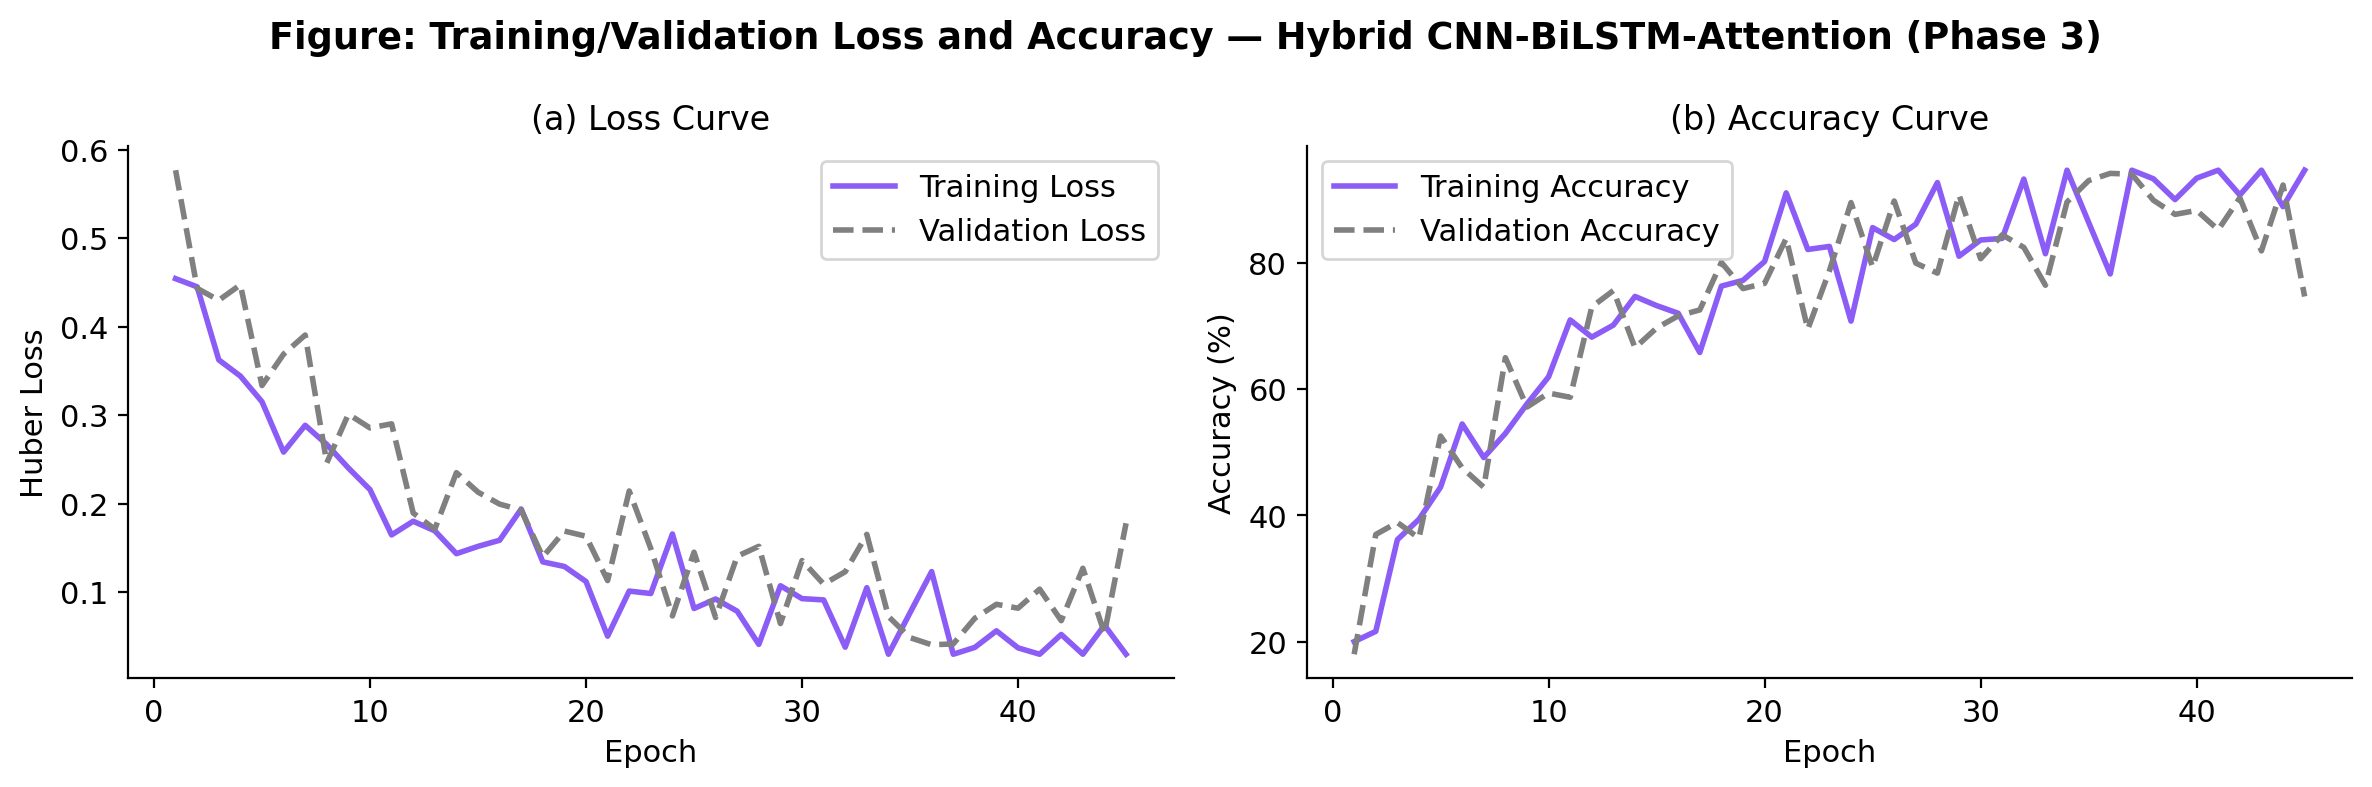 Figure: Training/Validation Loss and Accuracy — Hybrid CNN-BiLSTM-Attention (Phase 3)
(a) Loss Curve
Training Loss
Validation Loss
0.6
0.5
0.4
0.3
0.2
0.1
Huber Loss
0 10 20 30 40
Epoch
(b) Accuracy Curve
Training Accuracy
Validation Accuracy
80
60
40
20
Accuracy (%)
0 10 20 30 40
Epoch